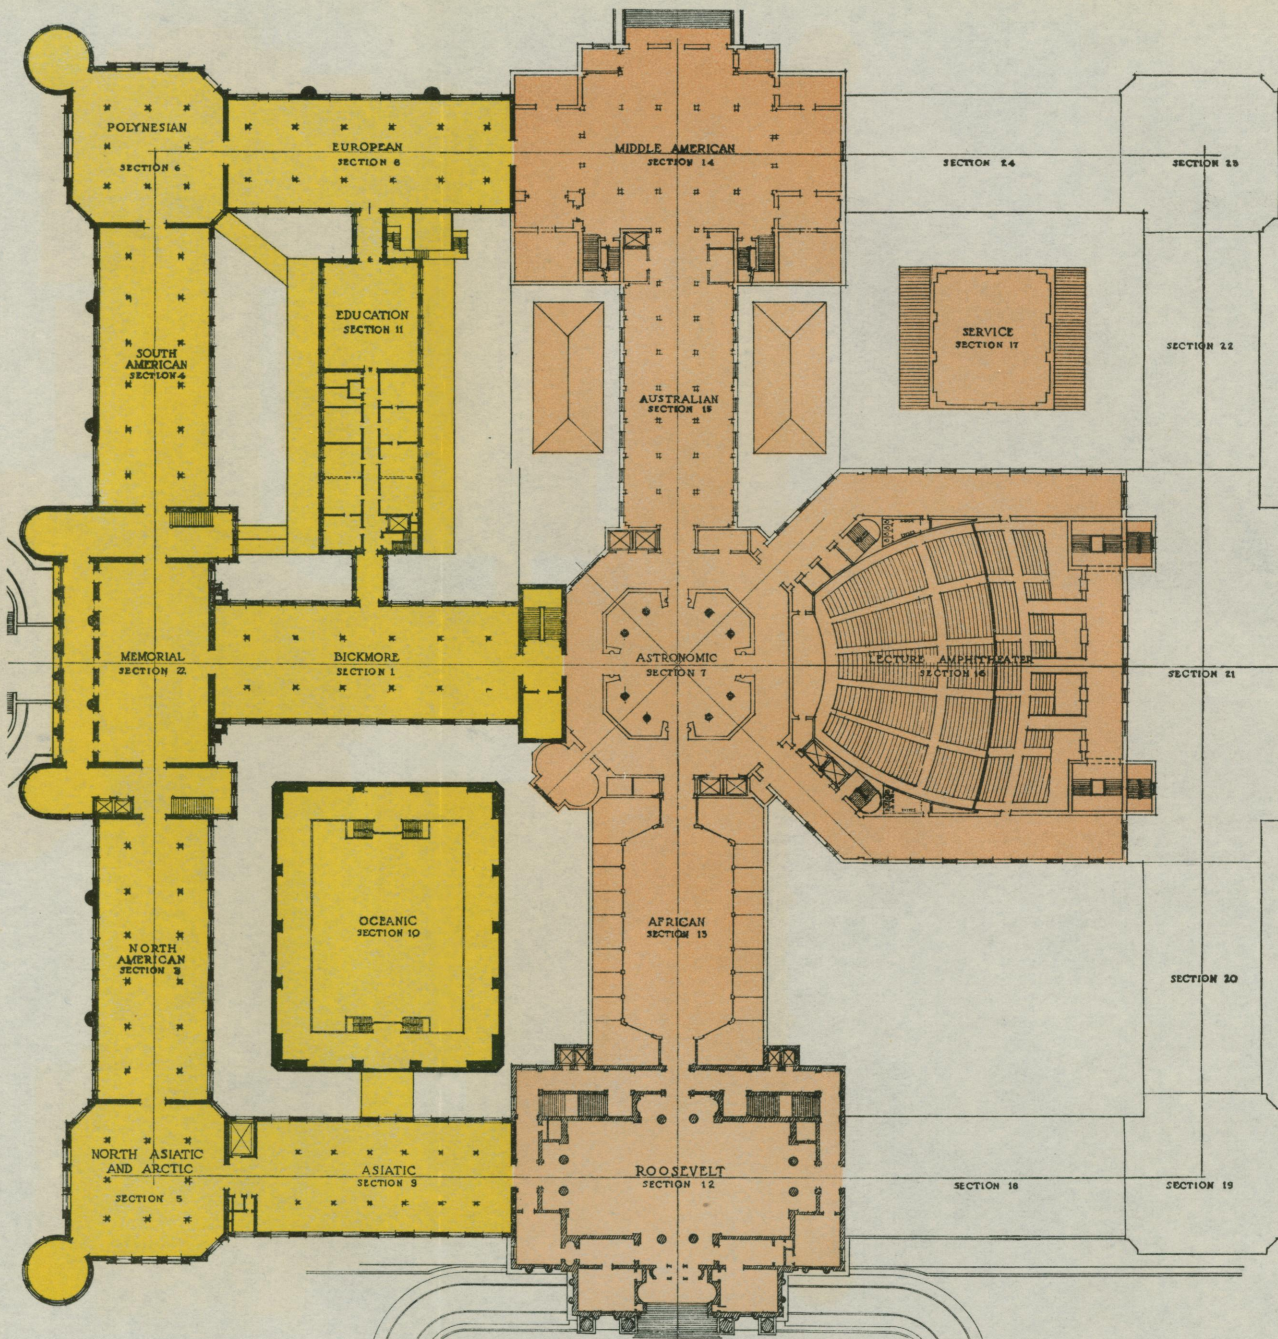 POLYNESIAN
SECTION 6
EUROPEAN
SECTION 8
MIDDLE AMERICAN
SECTION 14
SECTION 24
SECTION 23
SOUTH
AMERICAN
SECTION 4
EDUCATION
SECTION 11
AUSTRALIAN
SECTION 15
SERVICE
SECTION 17
SECTION 22
MEMORIAL
SECTION 22
BICKMORE
SECTION 1
ASTRONOMIC
SECTION 7
LECTURE AMPHITHEATER
SECTION 16
SECTION 21
NORTH
AMERICAN
SECTION 3
OCEANIC
SECTION 10
AFRICAN
SECTION 13
SECTION 20
NORTH ASIATIC
AND ARCTIC
SECTION 5
ASIATIC
SECTION 9
ROOSEVELT
SECTION 12
SECTION 18
SECTION 19